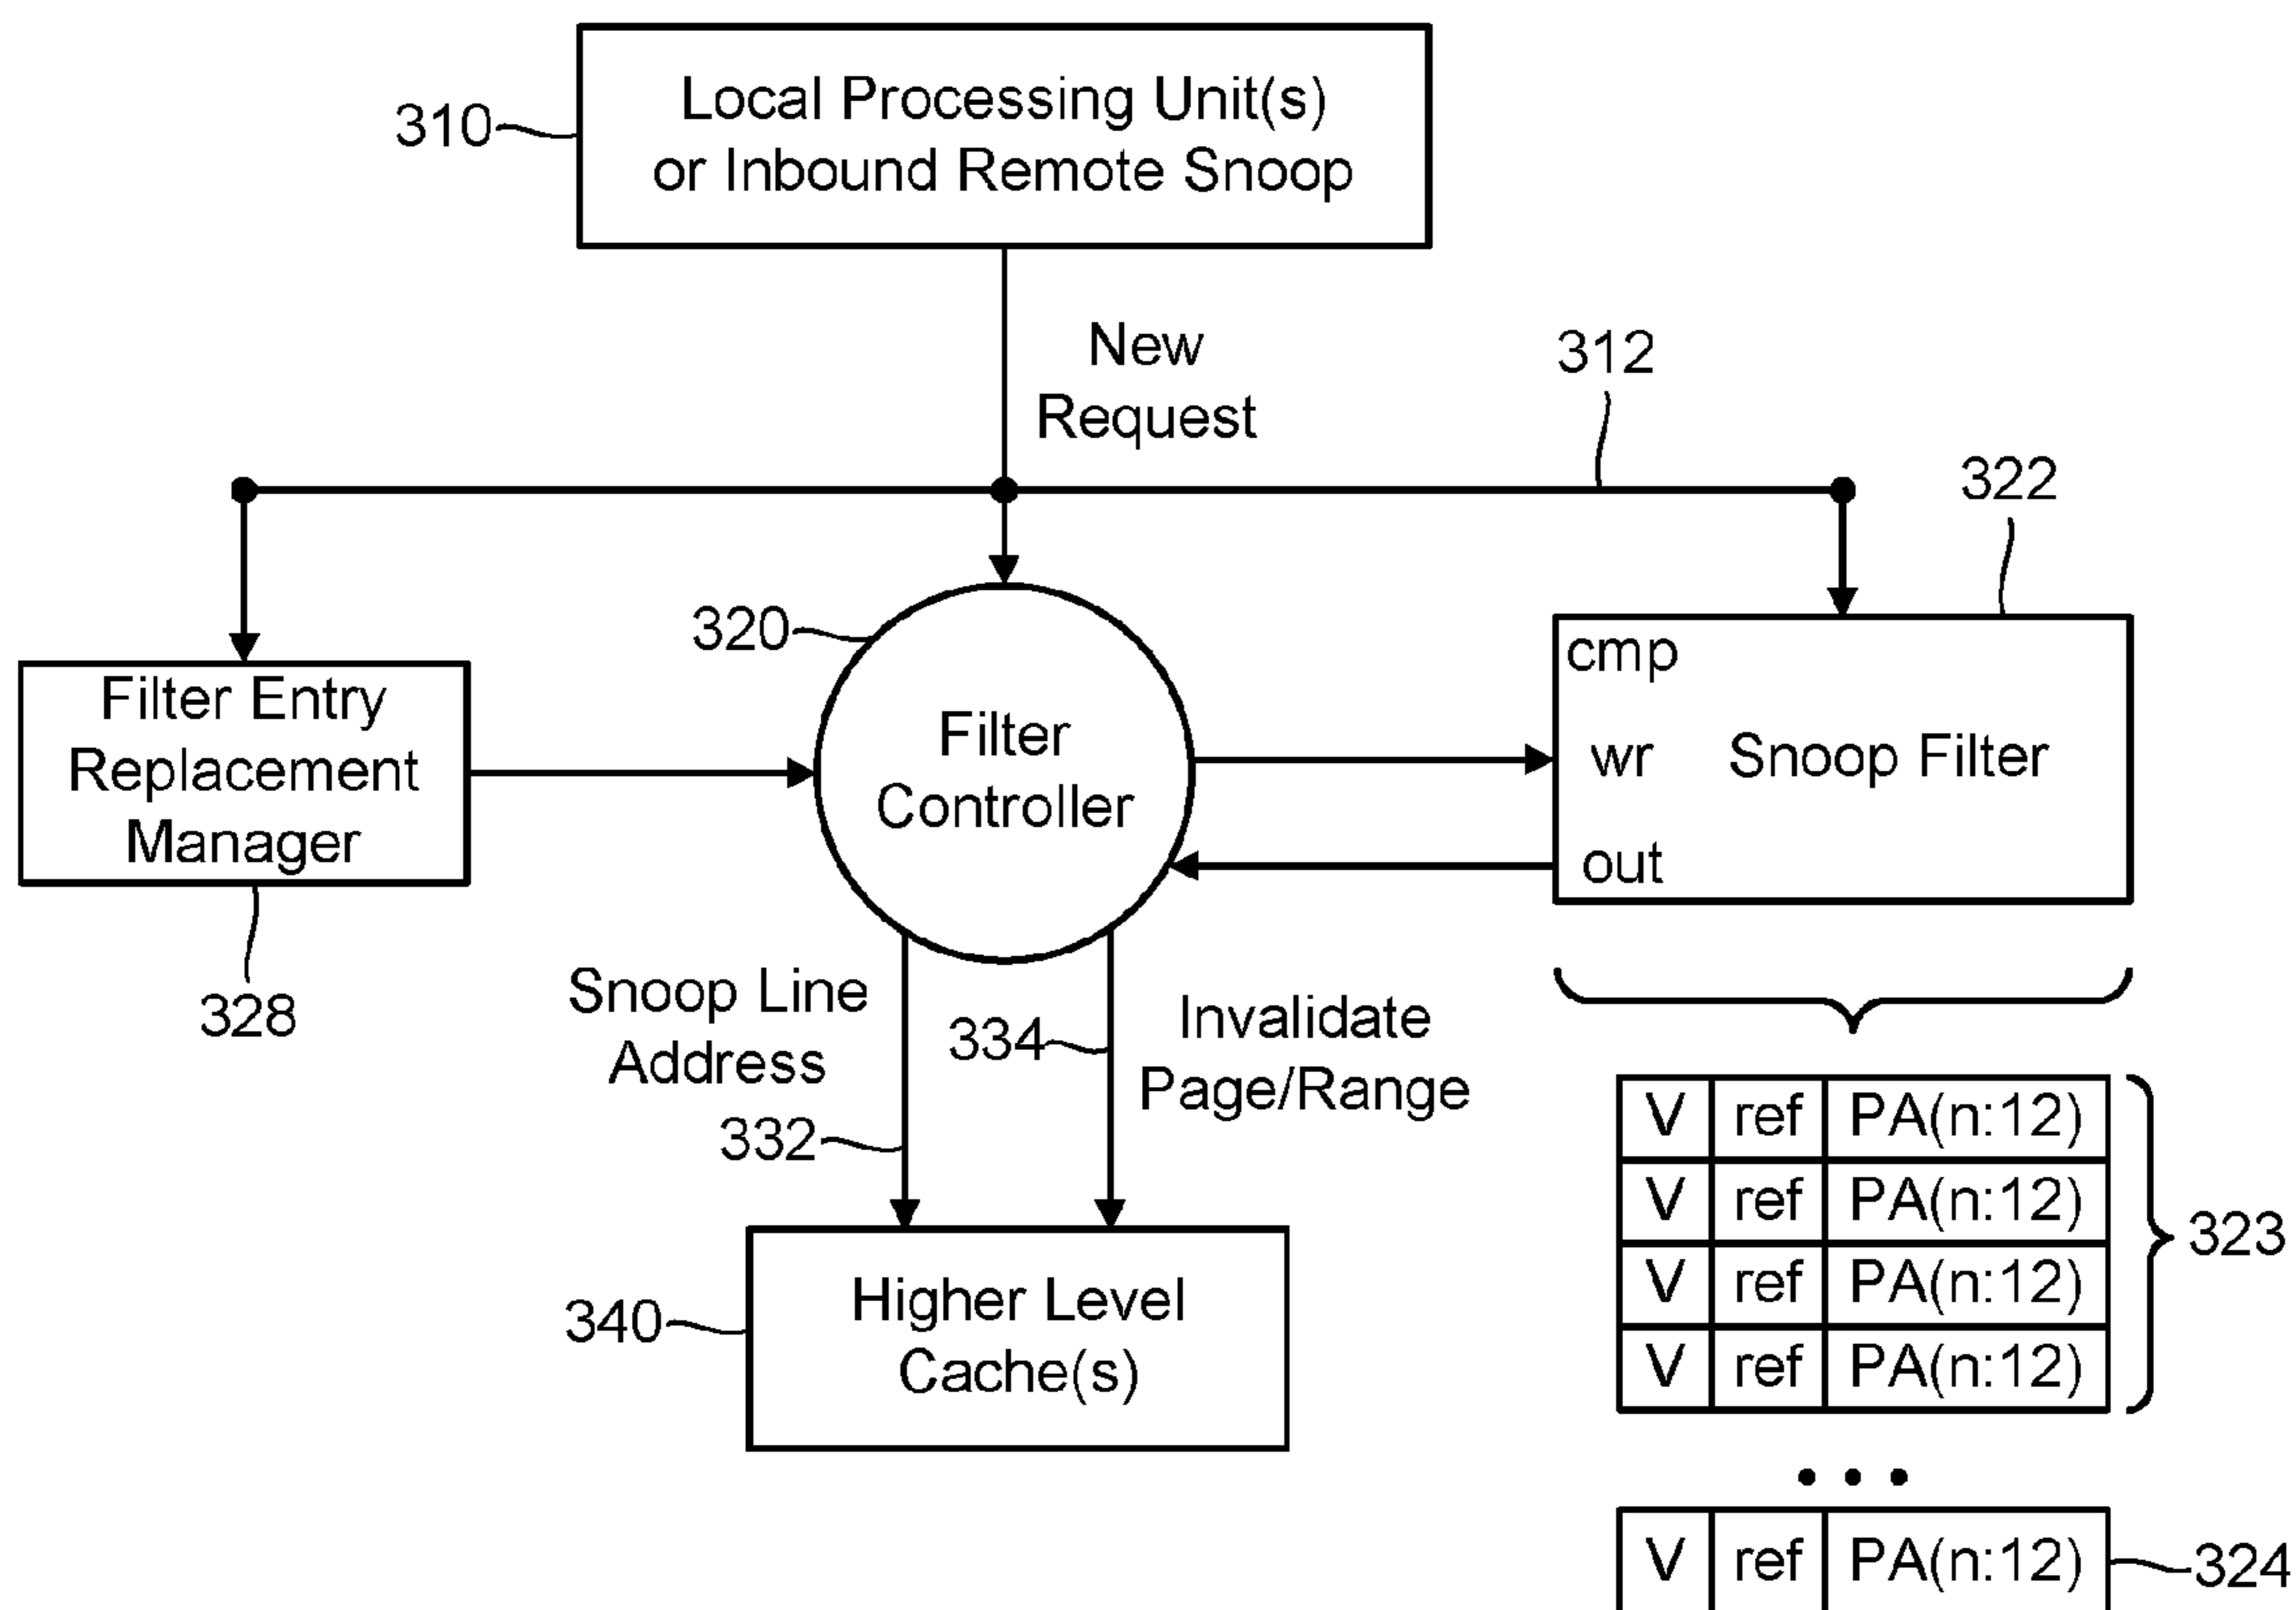 Local Processing Unit(s)
or Inbound Remote Snoop
310
New
Request
312
322
320
cmp
wr
Snoop Filter
out
Filter Entry
Replacement
Manager
328
Filter
Controller
Snoop Line
Address
332
334
Invalidate
Page/Range
340
Higher Level
Cache(s)
V ref PA(n:12)
V ref PA(n:12)
V ref PA(n:12)
V ref PA(n:12)
323
• • •
V ref PA(n:12)
324